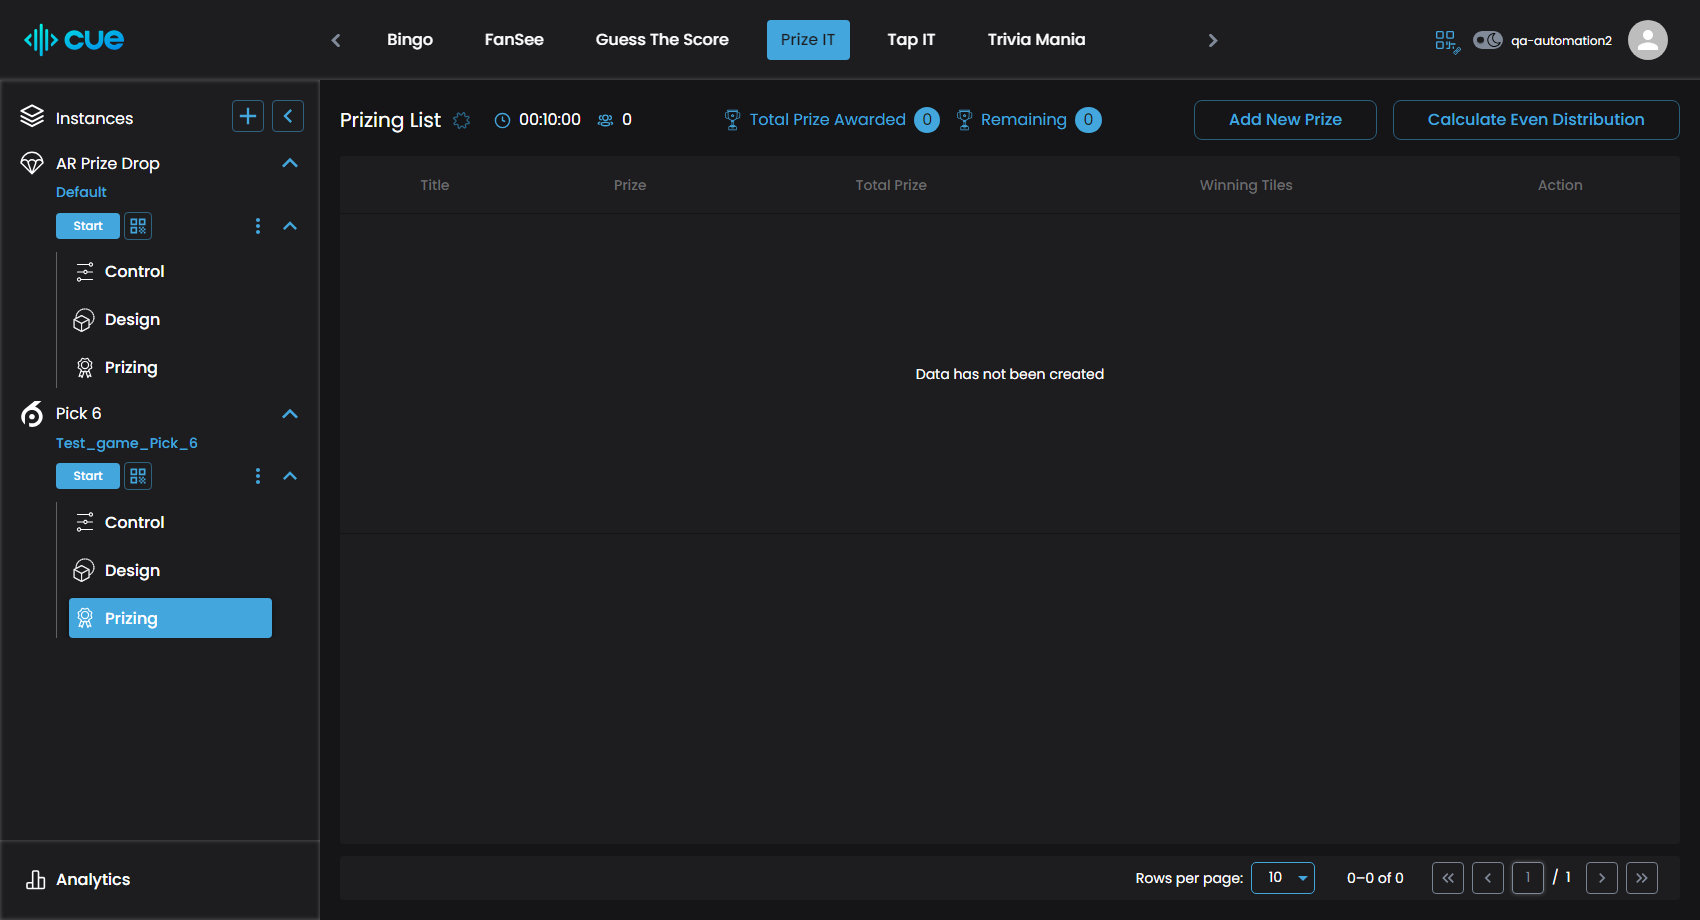 cue
Bingo
FanSee
Guess The Score
Prize IT
Tap IT
Trivia Mania
qa-automation2
Instances
AR Prize Drop
Default
Start
Control
Design
Prizing
Pick 6
Test_game_Pick_6
Start
Control
Design
Prizing
Analytics
Prizing List
00:10:00
0
Total Prize Awarded 0
Remaining 0
Add New Prize
Calculate Even Distribution
Title
Prize
Total Prize
Winning Tiles
Action
Data has not been created
Rows per page: 10
0–0 of 0
1 / 1